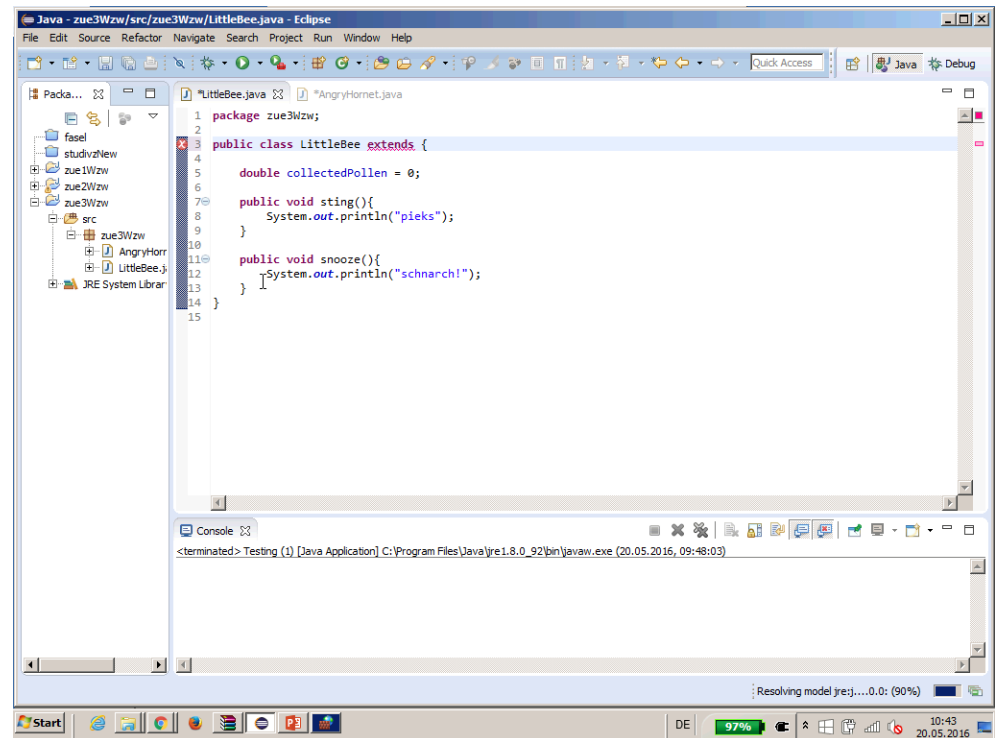 Java - zue3Wzw/src/zue3Wzw/LittleBee.java - Eclipse
File Edit Source Refactor Navigate Search Project Run Window Help
Quick Access Java Debug
Packa...
*LittleBee.java *AngryHornet.java
fasel
studivzNew
zue1Wzw
zue2Wzw
zue3Wzw
src
zue3Wzw
AngryHorr
LittleBee.j
JRE System Librar
1 package zue3Wzw;
2
3 public class LittleBee extends {
4
5 double collectedPollen = 0;
6
7 public void sting(){
8 System.out.println("pieks");
9 }
10
11 public void snooze(){
12 System.out.println("schnarch!");
13 }
14 }
15
Console
<terminated> Testing (1) [Java Application] C:\Program Files\Java\jre1.8.0_92\bin\javaw.exe (20.05.2016, 09:48:03)
Resolving model jre:j....0.0: (90%)
Start
DE 97% 10:43
20.05.2016